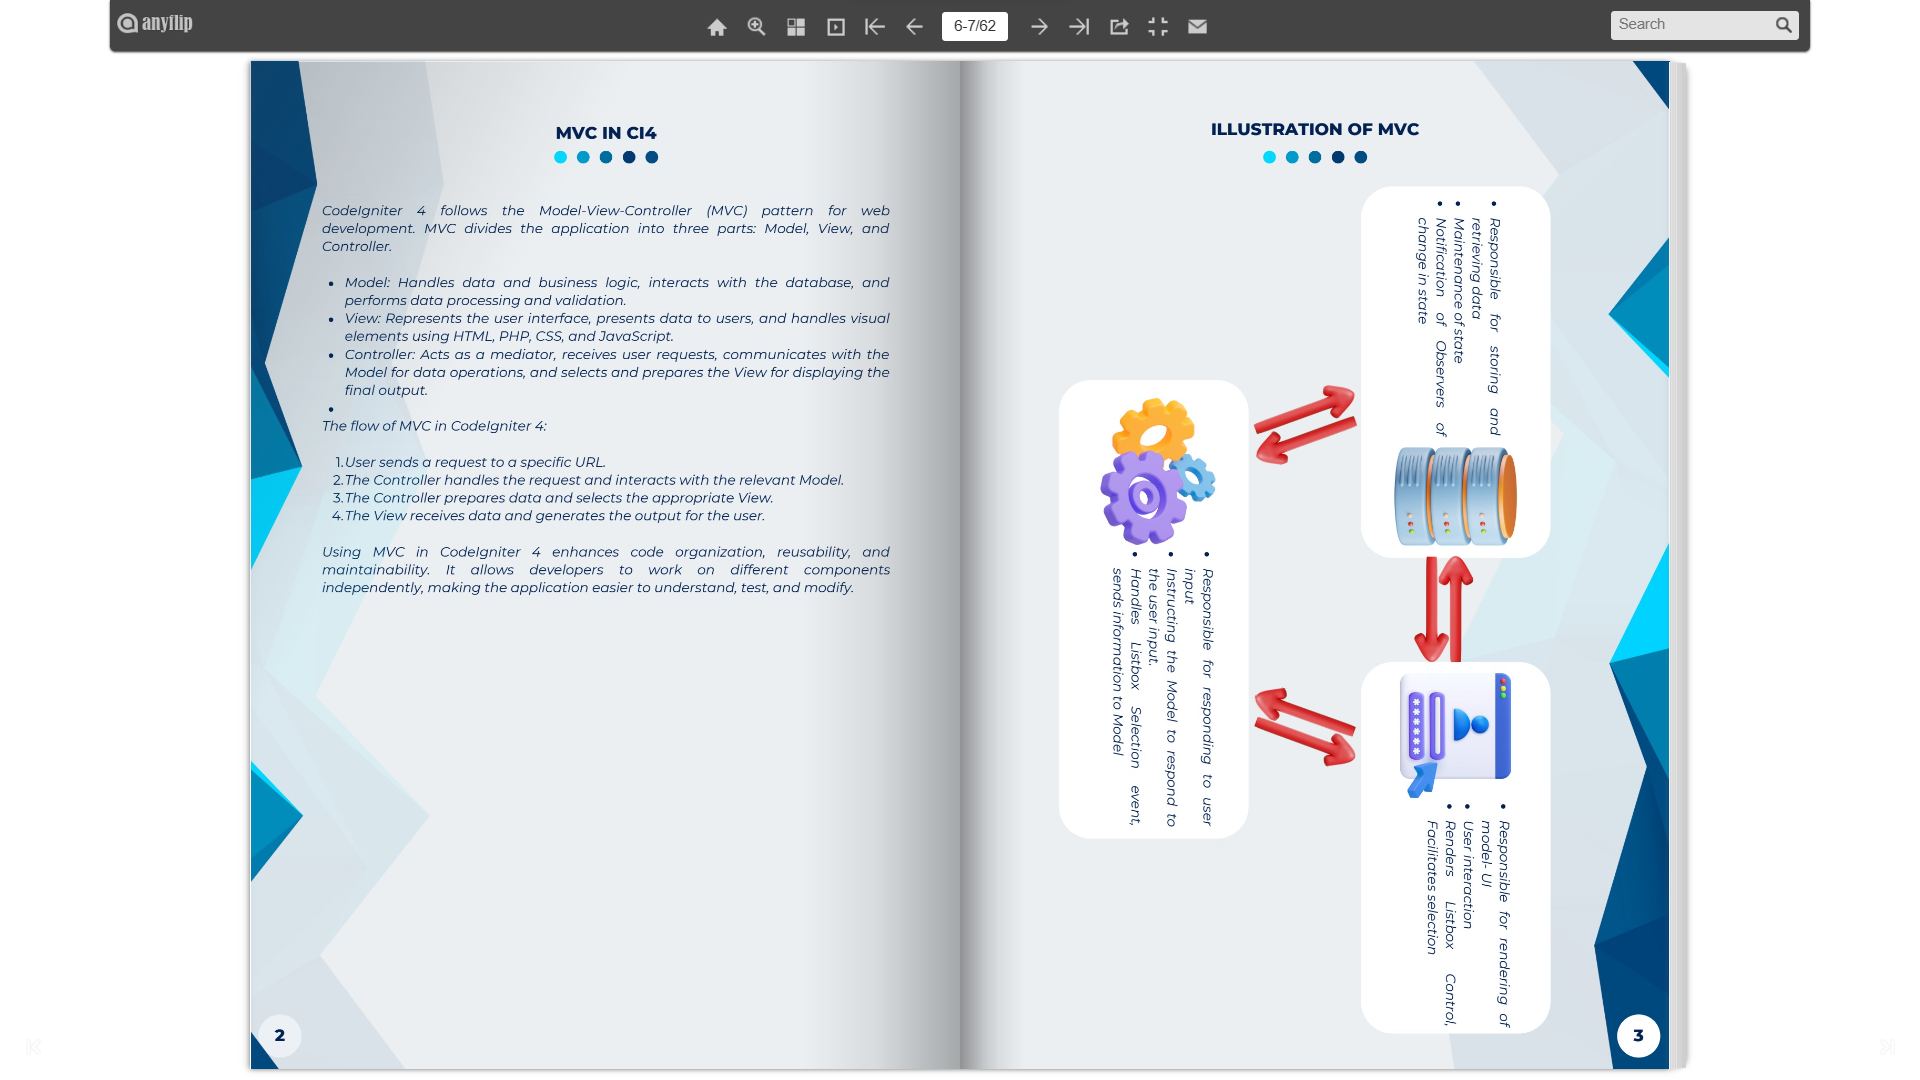 anyflip
6-7/62
Search
MVC IN CI4
CodeIgniter 4 follows the Model-View-Controller (MVC) pattern for web
development. MVC divides the application into three parts: Model, View, and
Controller.
• Model: Handles data and business logic, interacts with the database, and
performs data processing and validation.
• View: Represents the user interface, presents data to users, and handles visual
elements using HTML, PHP, CSS, and JavaScript.
• Controller: Acts as a mediator, receives user requests, communicates with the
Model for data operations, and selects and prepares the View for displaying the
final output.
•
The flow of MVC in CodeIgniter 4:
1. User sends a request to a specific URL.
2. The Controller handles the request and interacts with the relevant Model.
3. The Controller prepares data and selects the appropriate View.
4. The View receives data and generates the output for the user.
Using MVC in CodeIgniter 4 enhances code organization, reusability, and
maintainability. It allows developers to work on different components
independently, making the application easier to understand, test, and modify.
2
ILLUSTRATION OF MVC
• Responsible for storing and
retrieving data
• Maintenance of state
• Notification of Observers of
change in state
• Responsible for responding to user
input
• Instructing the Model to respond to
the user input.
• Handles Listbox Selection event,
sends information to Model
• Responsible for rendering of
model- UI
• User interaction
• Renders Listbox Control,
Facilitates selection
3